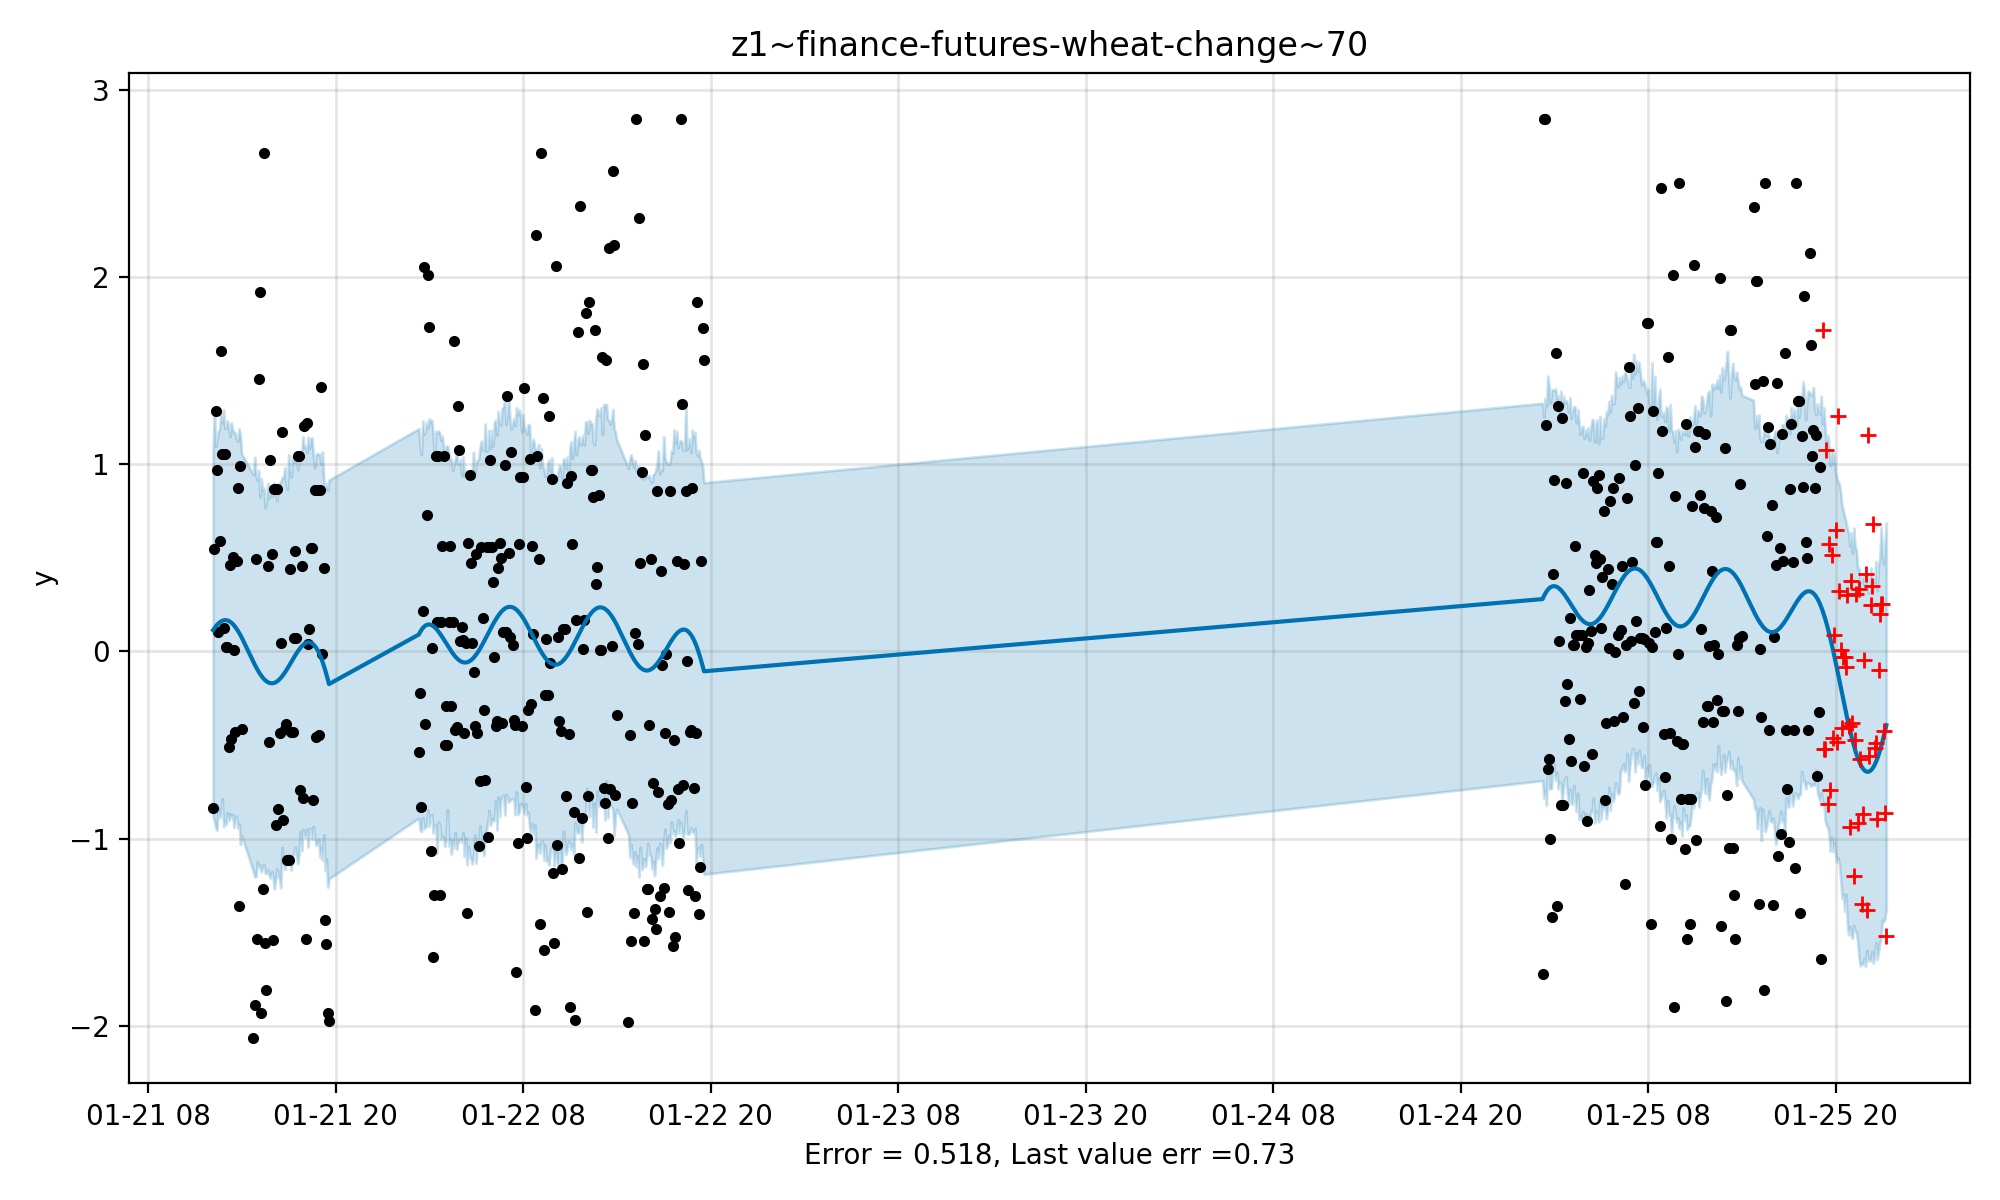 z1~finance-futures-wheat-change~70
3
2
1
0
−1
−2
y
01-21 08 01-21 20 01-22 08 01-22 20 01-23 08 01-23 20 01-24 08 01-24 20 01-25 08 01-25 20
Error = 0.518, Last value err =0.73